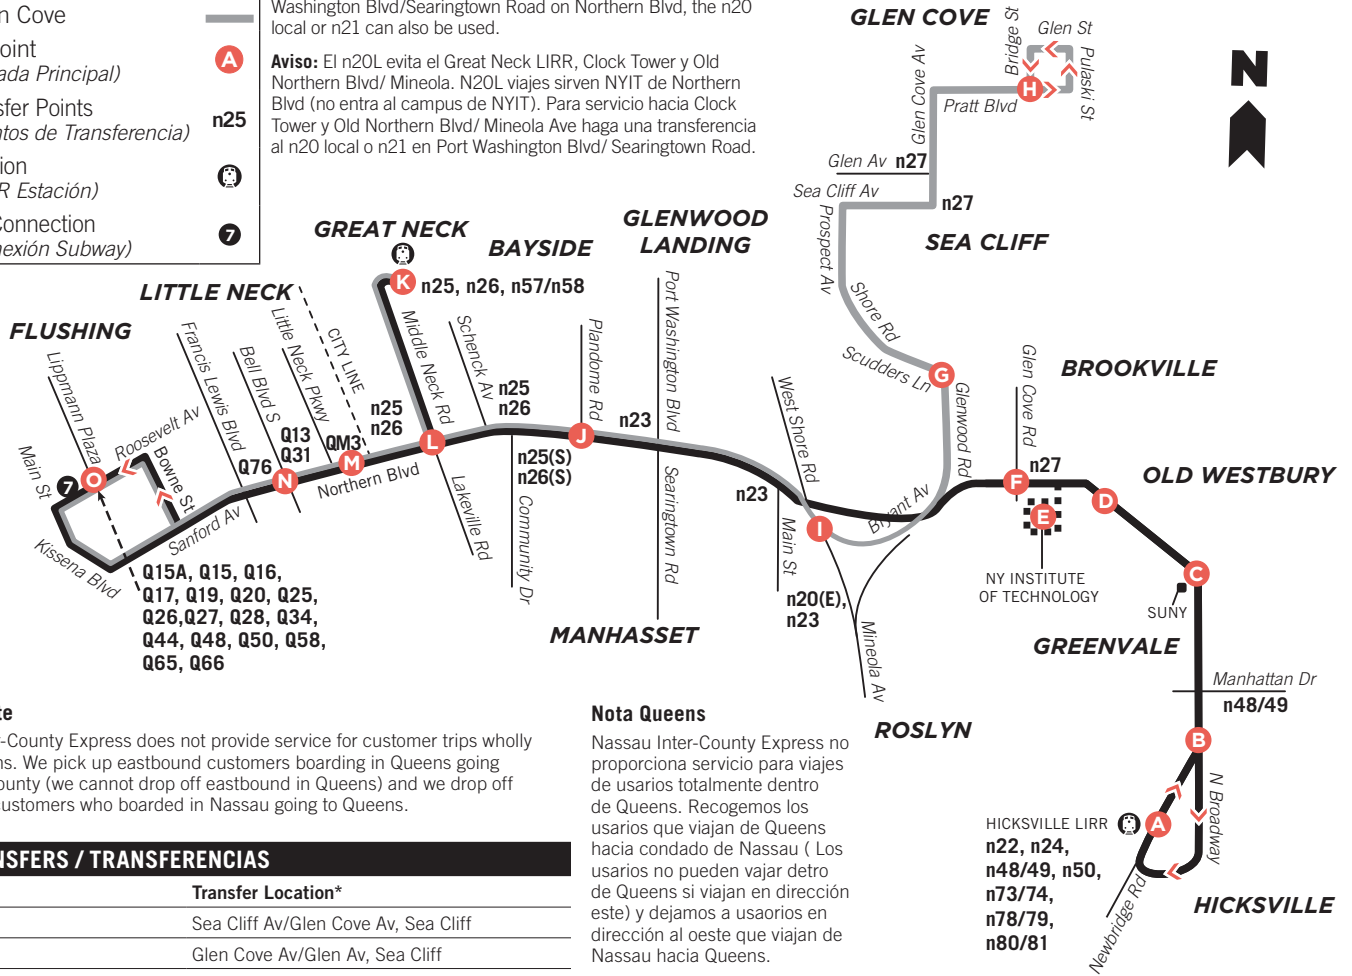 n Cove
oint
ada Principal)
A
sfer Points
ntos de Transferencia)
n25
ion
R Estación)
Connection
nexión Subway)
7
Washington Blvd/Searingtown Road on Northern Blvd, the n20
local or n21 can also be used.
Aviso: El n20L evita el Great Neck LIRR, Clock Tower y Old
Northern Blvd/ Mineola. N20L viajes sirven NYIT de Northern
Blvd (no entra al campus de NYIT). Para servicio hacia Clock
Tower y Old Northern Blvd/ Mineola Ave haga una transferencia
al n20 local o n21 en Port Washington Blvd/ Searingtown Road.
GLEN COVE
Bridge St
Glen St
Pulaski St
H
Pratt Blvd
Glen Cove Av
N
Glen Av n27
Sea Cliff Av
n27
Prospect Av
SEA CLIFF
Shore Rd
Scudders Ln
G
Glenwood Rd
GREAT NECK
BAYSIDE
GLENWOOD
LANDING
K
n25, n26, n57/n58
LITTLE NECK
FLUSHING
Lippmann Plaza
Francis Lewis Blvd
Bell Blvd S
Little Neck Pkwy
CITY LINE
Middle Neck Rd
Schenck Av
Plandome Rd
Port Washington Blvd
West Shore Rd
Glen Cove Rd
BROOKVILLE
Main St
Roosevelt Av
Bowne St
7
O
Kissena Blvd
Sanford Av
Q76
Q13
Q31
N
QM3
M
Northern Blvd
n25
n26
L
Lakeville Rd
n25
n26
n25(S)
n26(S)
Community Dr
J
n23
Searingtown Rd
n23
Main St
I
Bryant Av
n20(E),
n23
Mineola Av
F
n27
E
D
OLD WESTBURY
NY INSTITUTE
OF TECHNOLOGY
C
SUNY
Q15A, Q15, Q16,
Q17, Q19, Q20, Q25,
Q26,Q27, Q28, Q34,
Q44, Q48, Q50, Q58,
Q65, Q66
MANHASSET
GREENVALE
Manhattan Dr
n48/49
ROSLYN
B
N Broadway
A
HICKSVILLE LIRR
n22, n24,
n48/49, n50,
n73/74,
n78/79,
n80/81
Newbridge Rd
HICKSVILLE
te
r-County Express does not provide service for customer trips wholly
ns. We pick up eastbound customers boarding in Queens going
ounty (we cannot drop off eastbound in Queens) and we drop off
customers who boarded in Nassau going to Queens.
Nota Queens
Nassau Inter-County Express no
proporciona servicio para viajes
de usarios totalmente dentro
de Queens. Recogemos los
usarios que viajan de Queens
hacia condado de Nassau ( Los
usarios no pueden vajar detro
de Queens si viajan en dirección
este) y dejamos a usaorios en
dirección al oeste que viajan de
Nassau hacia Queens.
NSFERS / TRANSFERENCIAS
Transfer Location*
Sea Cliff Av/Glen Cove Av, Sea Cliff
Glen Cove Av/Glen Av, Sea Cliff